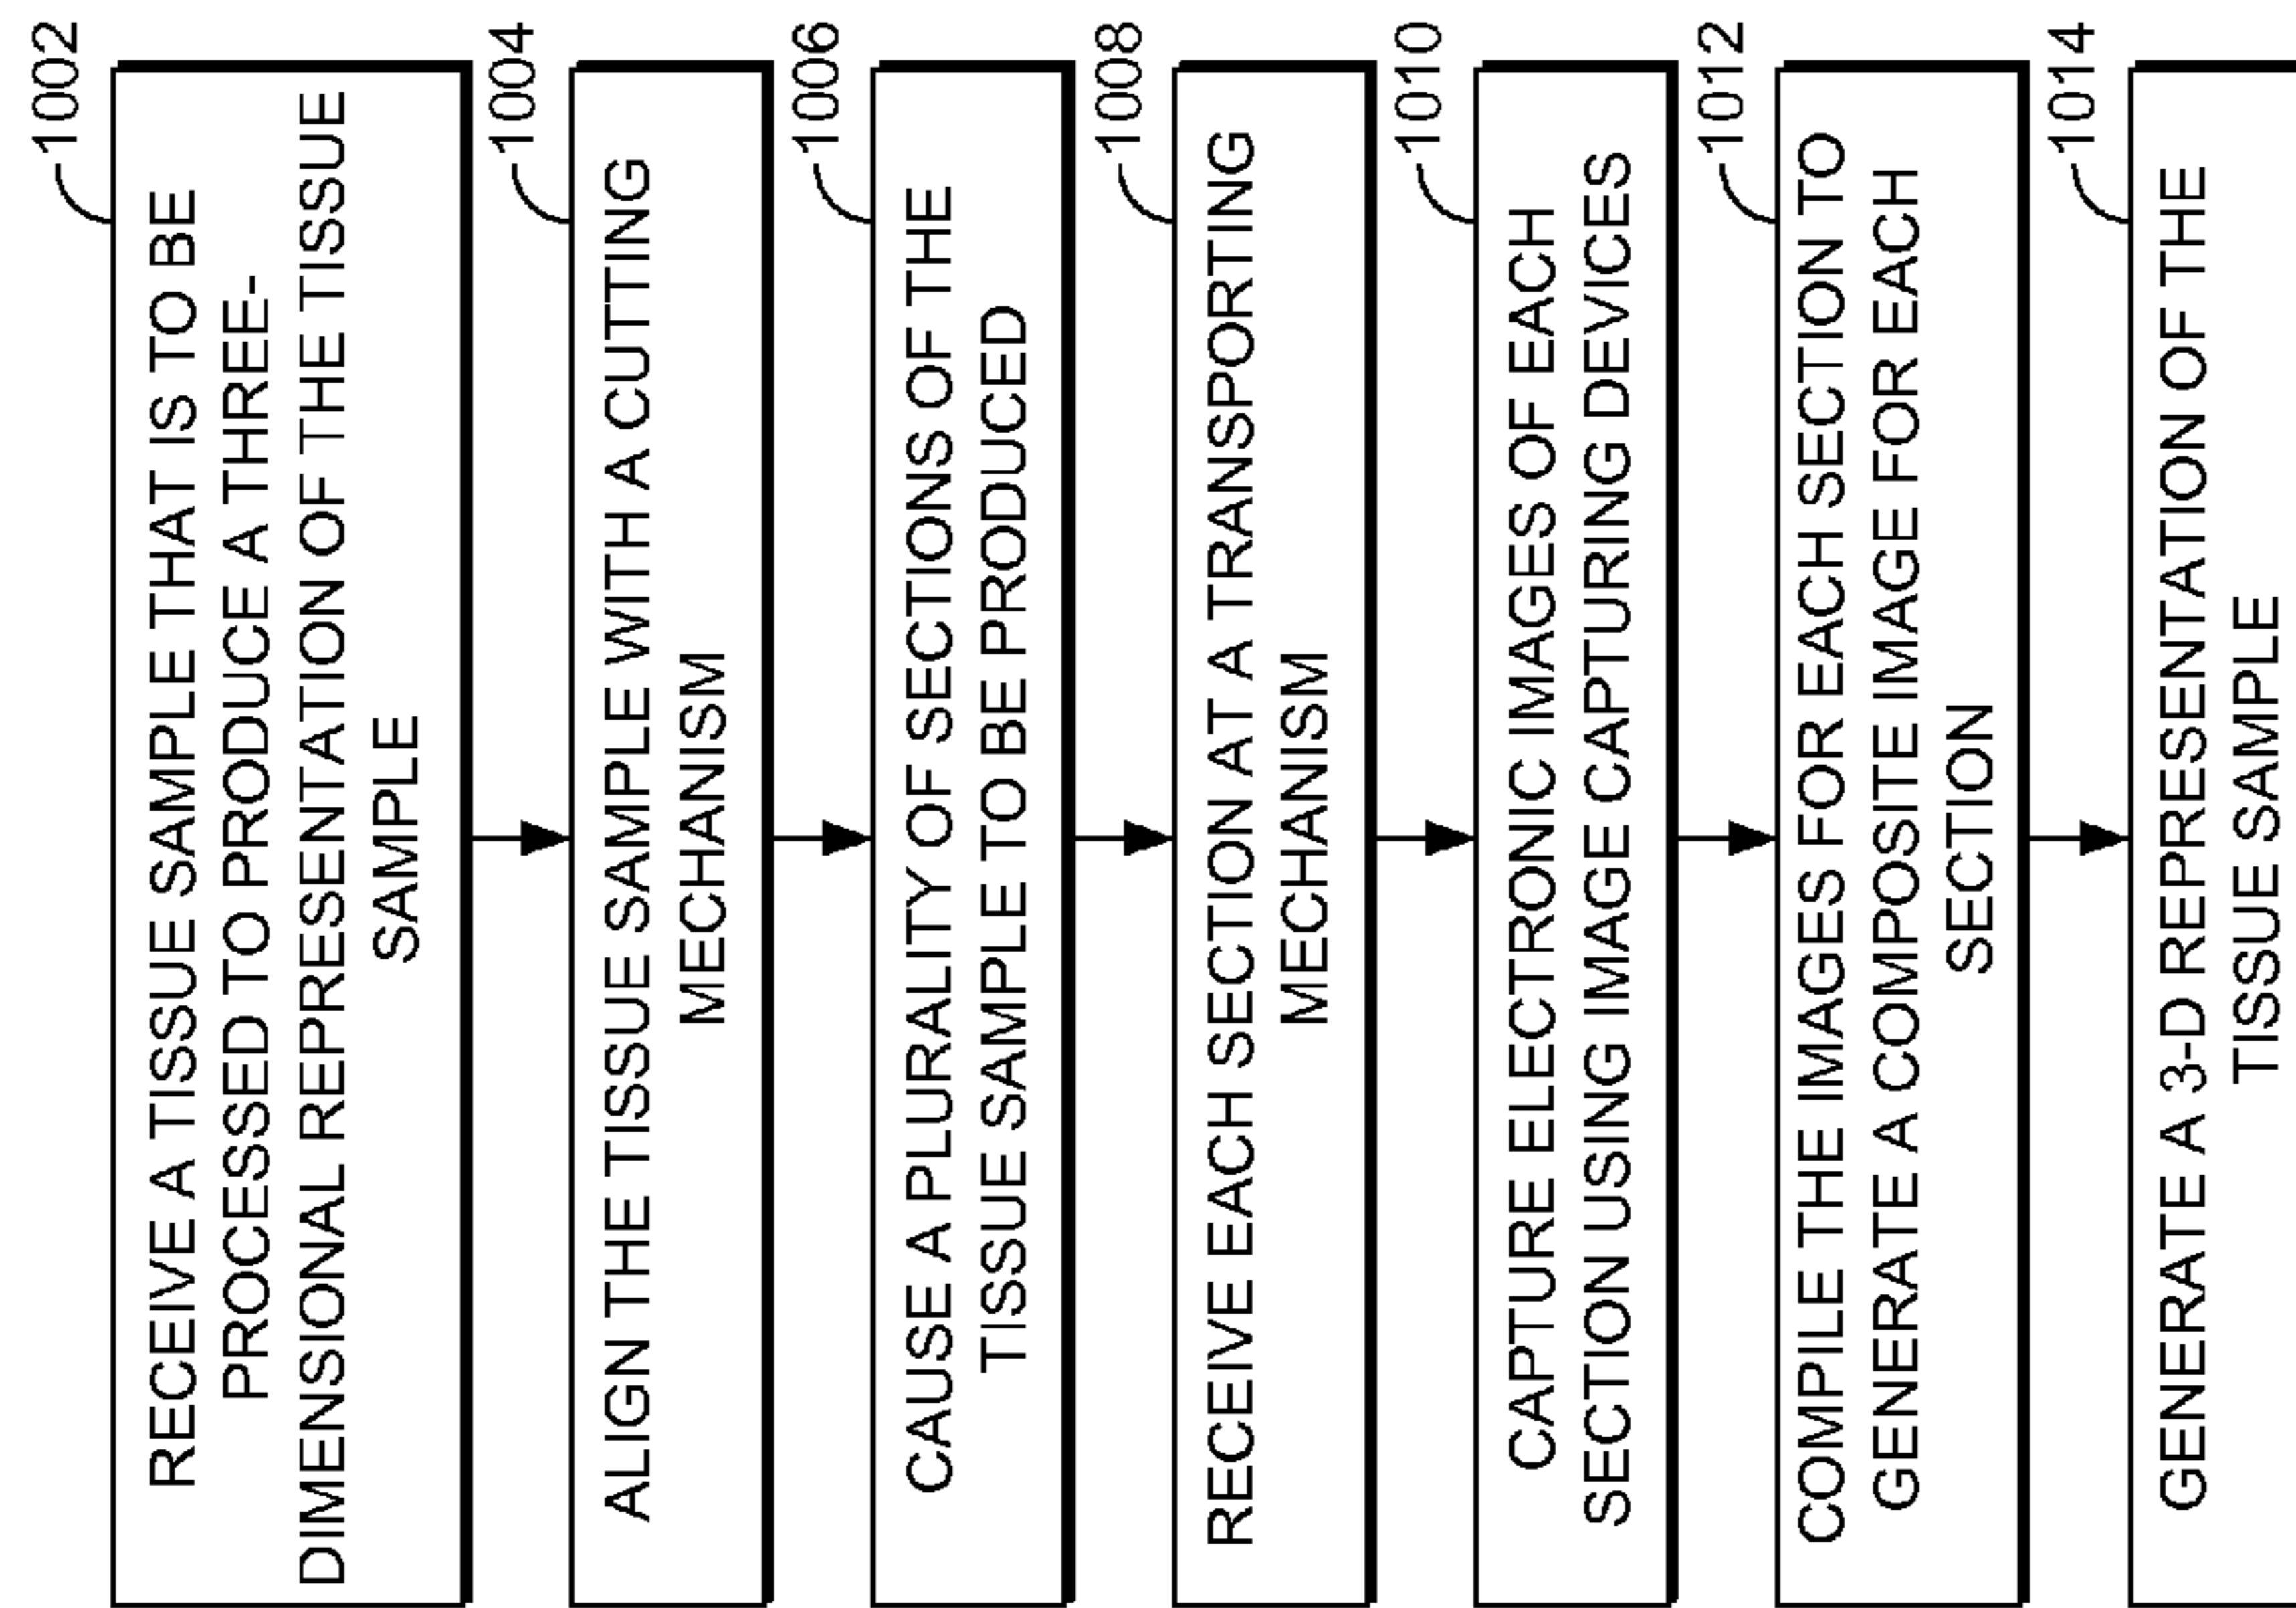 1002
RECEIVE A TISSUE SAMPLE THAT IS TO BE
PROCESSED TO PRODUCE A THREE-
DIMENSIONAL REPRESENTATION OF THE TISSUE
SAMPLE
1004
ALIGN THE TISSUE SAMPLE WITH A CUTTING
MECHANISM
1006
CAUSE A PLURALITY OF SECTIONS OF THE
TISSUE SAMPLE TO BE PRODUCED
1008
RECEIVE EACH SECTION AT A TRANSPORTING
MECHANISM
1010
CAPTURE ELECTRONIC IMAGES OF EACH
SECTION USING IMAGE CAPTURING DEVICES
1012
COMPILE THE IMAGES FOR EACH SECTION TO
GENERATE A COMPOSITE IMAGE FOR EACH
SECTION
1014
GENERATE A 3-D REPRESENTATION OF THE
TISSUE SAMPLE